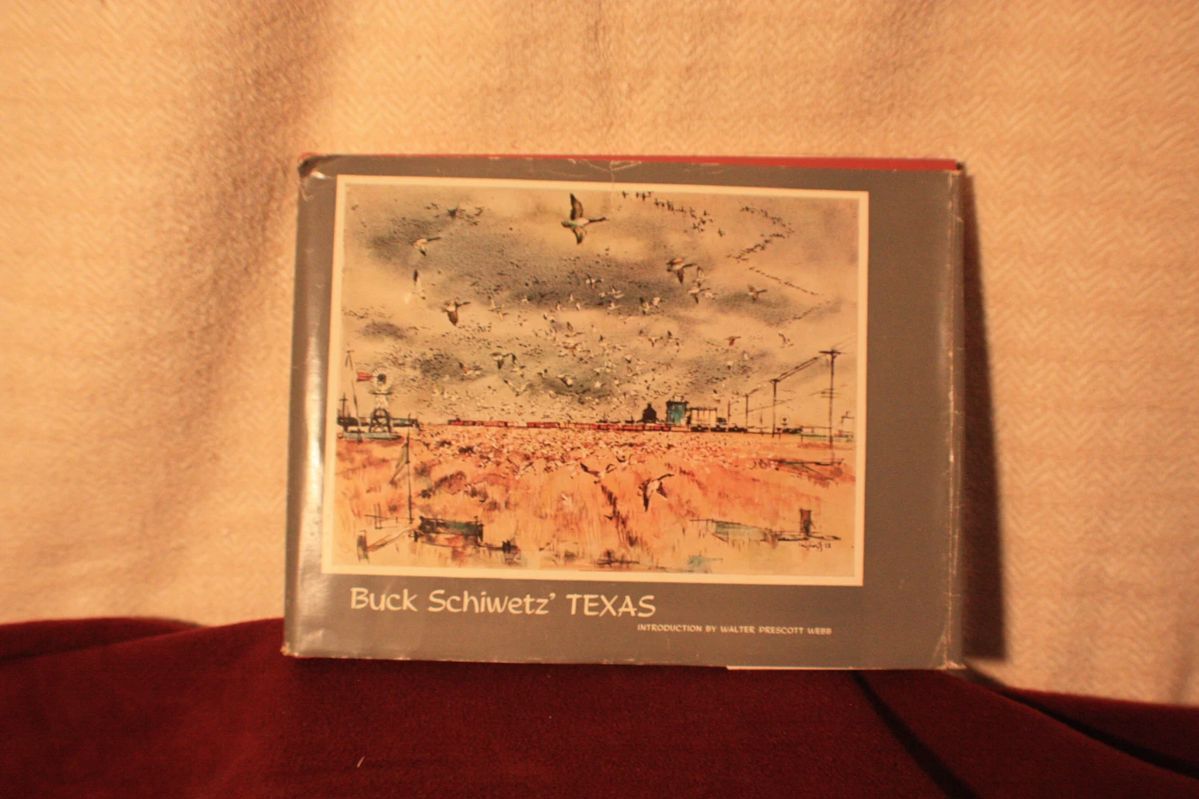 Buck Schiwetz' TEXAS
INTRODUCTION BY WALTER PRESCOTT WEBB